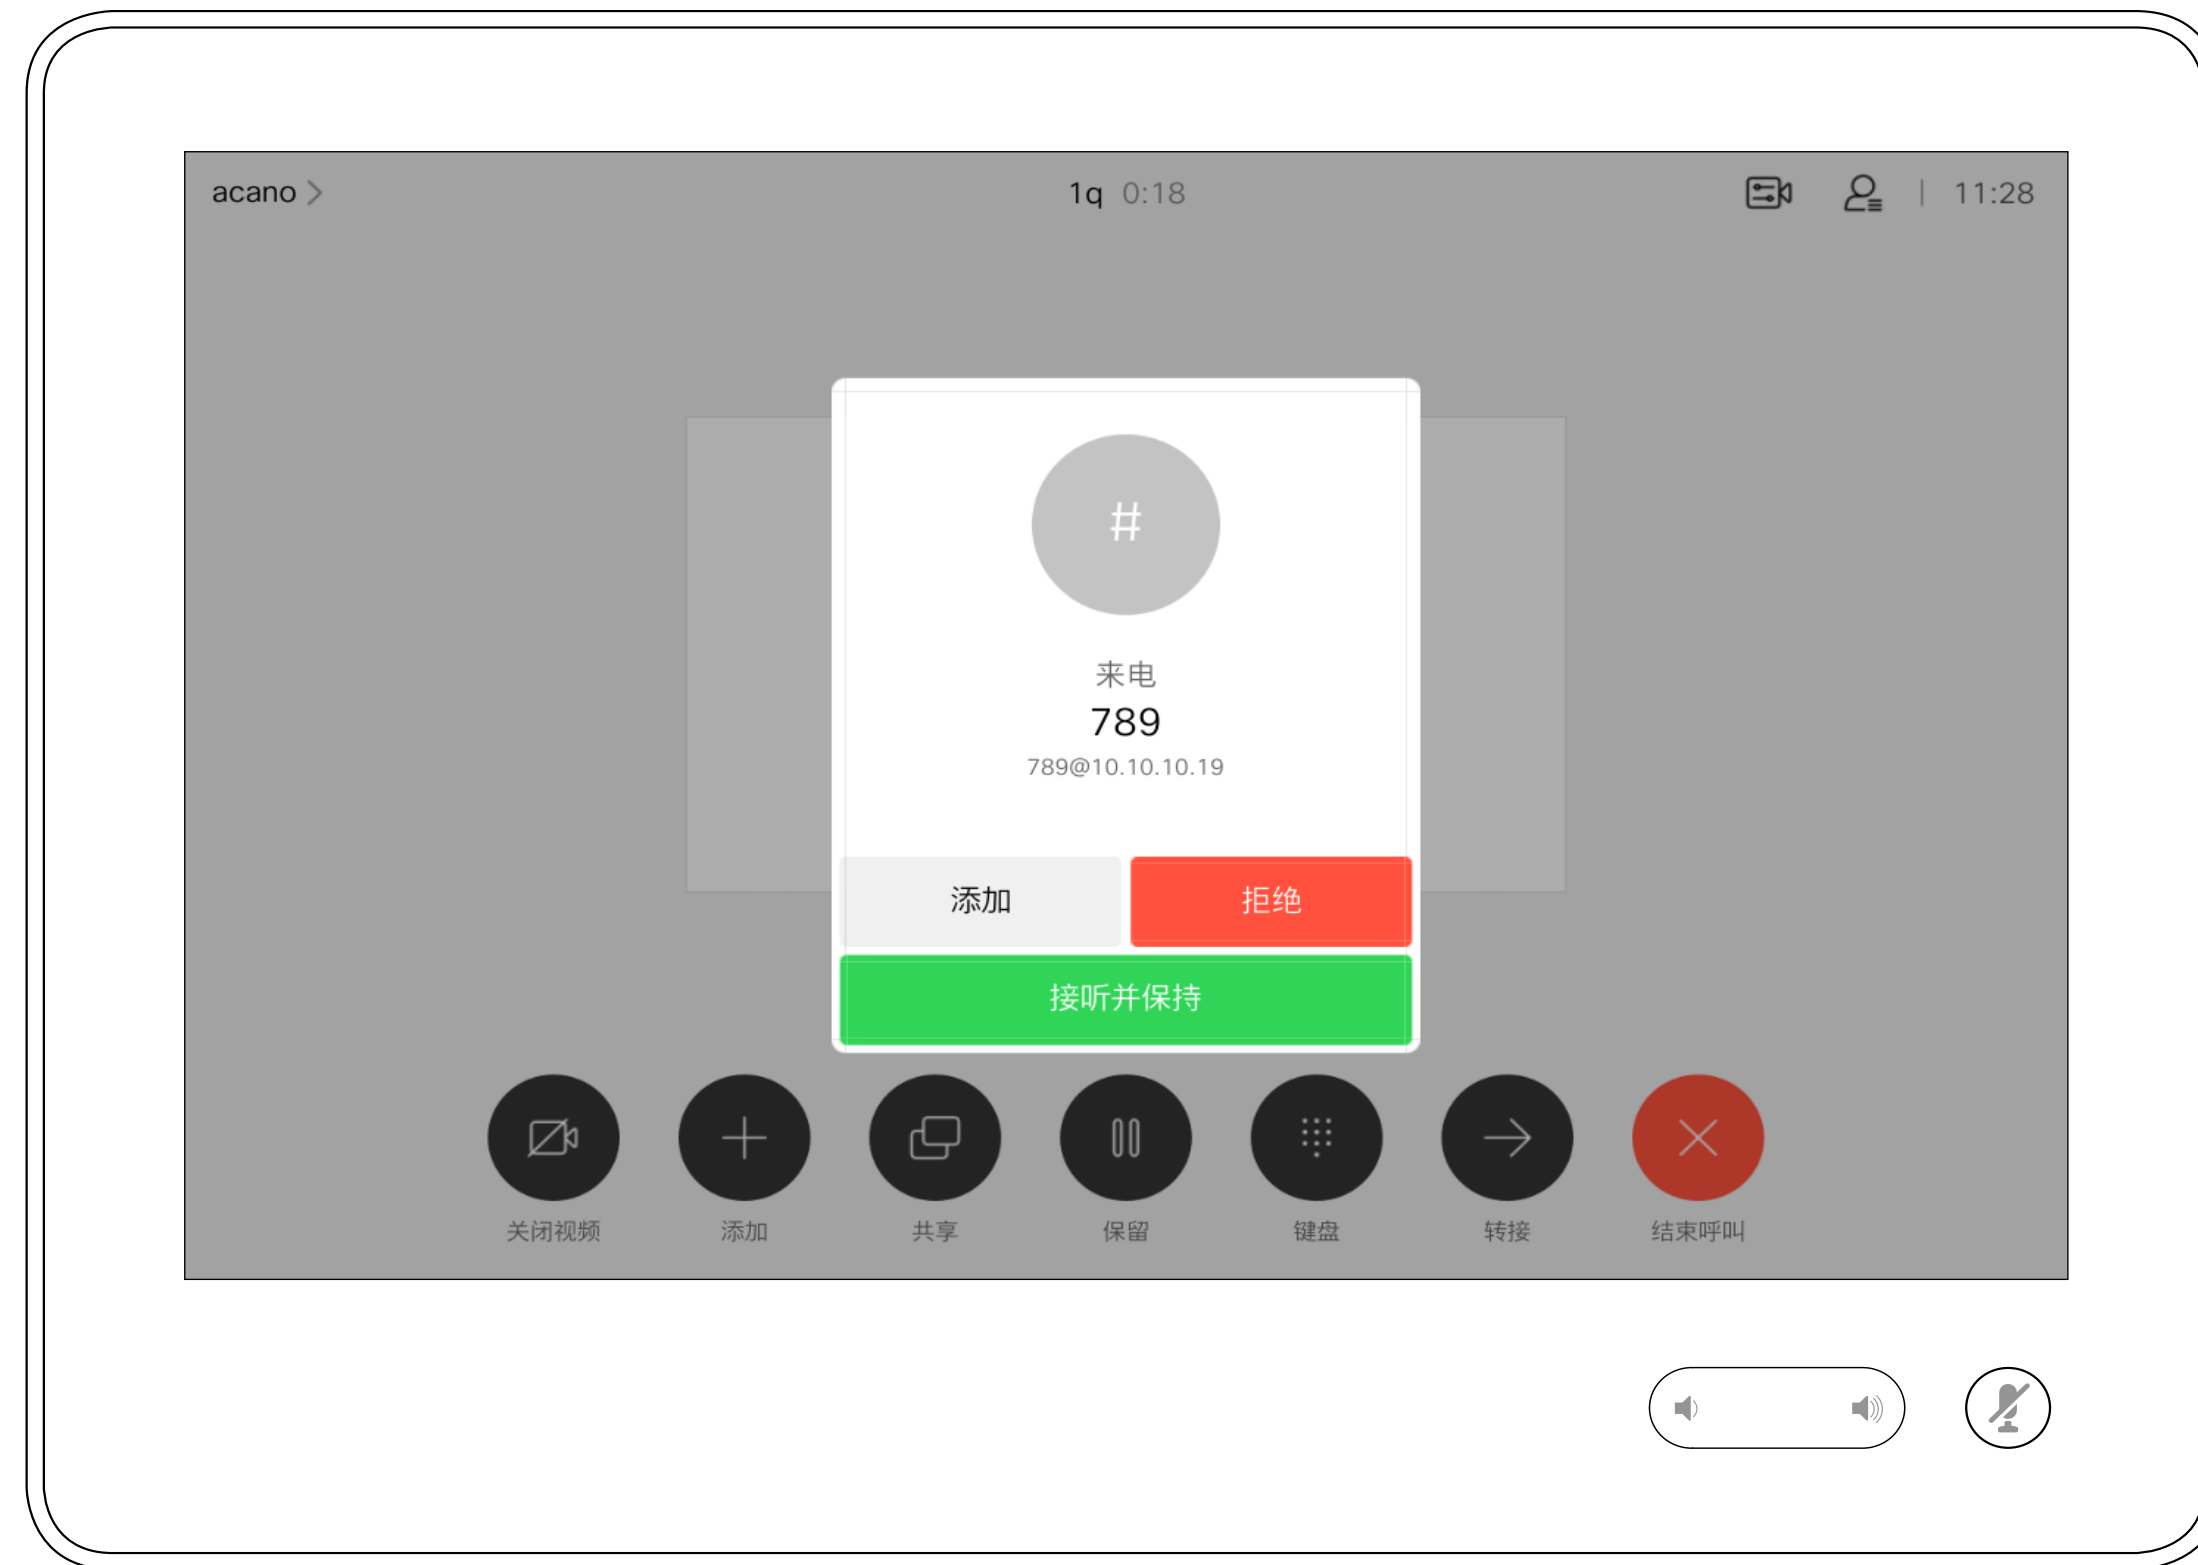 acano
1q 0:18
11:28
#
来电
789
789@10.10.10.19
添加
拒绝
接听并保持
关闭视频
添加
共享
保留
键盘
转接
结束呼叫